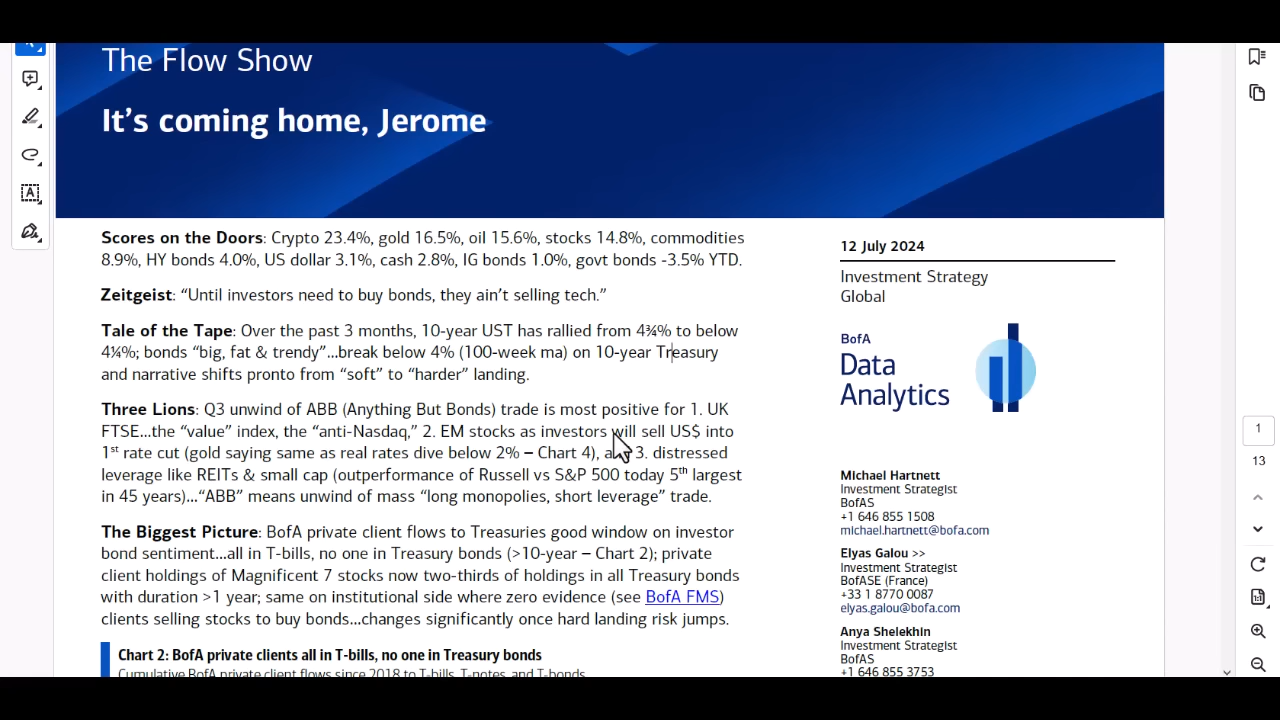 The Flow Show
It's coming home, Jerome
Scores on the Doors: Crypto 23.4%, gold 16.5%, oil 15.6%, stocks 14.8%, commodities
8.9%, HY bonds 4.0%, US dollar 3.1%, cash 2.8%, IG bonds 1.0%, govt bonds -3.5% YTD.
Zeitgeist: “Until investors need to buy bonds, they ain't selling tech.”
Tale of the Tape: Over the past 3 months, 10-year UST has rallied from 4¾% to below
4¼%; bonds “big, fat & trendy”...break below 4% (100-week ma) on 10-year Treasury
and narrative shifts pronto from “soft” to “harder” landing.
Three Lions: Q3 unwind of ABB (Anything But Bonds) trade is most positive for 1. UK
FTSE...the “value” index, the “anti-Nasdaq,” 2. EM stocks as investors will sell US$ into
1st rate cut (gold saying same as real rates dive below 2% – Chart 4), a 3. distressed
leverage like REITs & small cap (outperformance of Russell vs S&P 500 today 5th largest
in 45 years)...“ABB” means unwind of mass “long monopolies, short leverage” trade.
The Biggest Picture: BofA private client flows to Treasuries good window on investor
bond sentiment...all in T-bills, no one in Treasury bonds (>10-year – Chart 2); private
client holdings of Magnificent 7 stocks now two-thirds of holdings in all Treasury bonds
with duration >1 year; same on institutional side where zero evidence (see BofA FMS)
clients selling stocks to buy bonds...changes significantly once hard landing risk jumps.
Chart 2: BofA private clients all in T-bills, no one in Treasury bonds
Cumulative BofA private client flows since 2018 to T-bills, T-notes, and T-bonds
12 July 2024
Investment Strategy
Global
BofA
Data
Analytics
Michael Hartnett
Investment Strategist
BofAS
+1 646 855 1508
michael.hartnett@bofa.com
Elyas Galou >>
Investment Strategist
BofASE (France)
+33 1 8770 0087
elyas.galou@bofa.com
Anya Shelekhin
Investment Strategist
BofAS
+1 646 855 3753
1
13